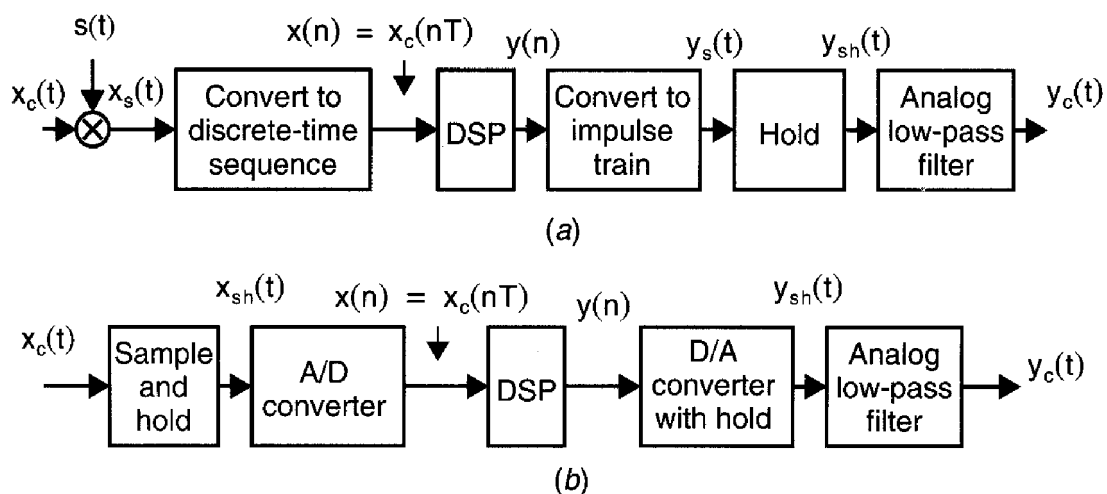 s(t)
x(n) = x_c(nT)
y(n)
y_s(t)
y_sh(t)
x_c(t)
x_s(t)
Convert to
discrete-time
sequence
DSP
Convert to
impulse
train
Hold
Analog
low-pass
filter
y_c(t)
(a)
x_sh(t)
x(n) = x_c(nT)
y(n)
y_sh(t)
x_c(t)
Sample
and
hold
A/D
converter
DSP
D/A
converter
with hold
Analog
low-pass
filter
y_c(t)
(b)